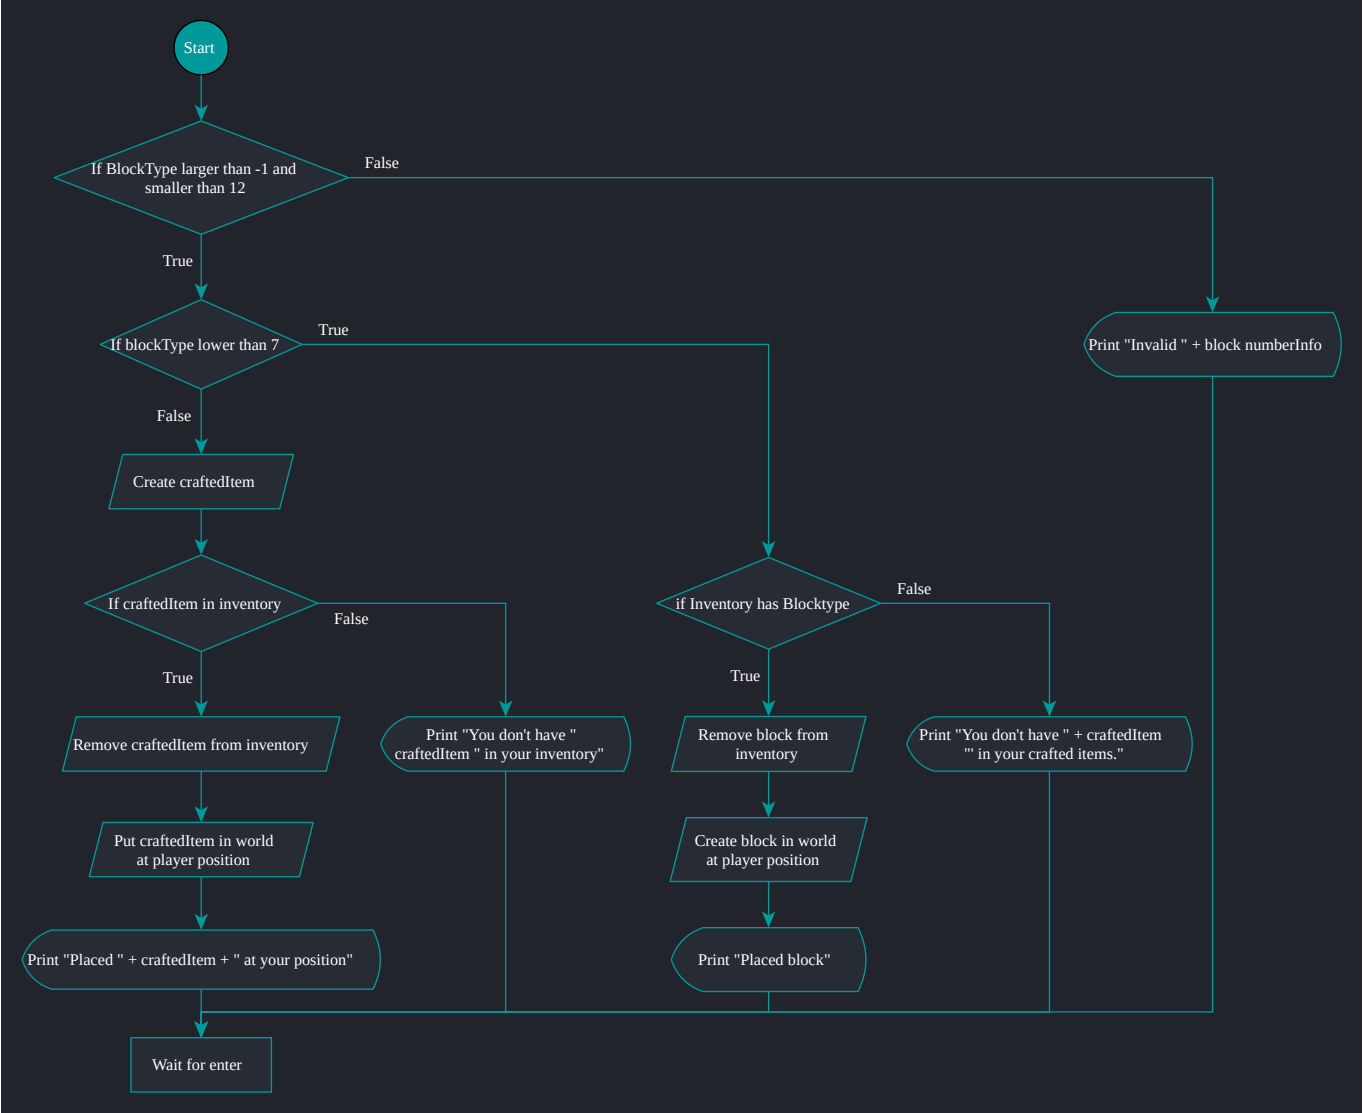 Start
If BlockType larger than -1 and
smaller than 12
False
True
If blockType lower than 7
True
Print "Invalid " + block numberInfo
False
Create craftedItem
If craftedItem in inventory
False
if Inventory has Blocktype
False
True
True
Remove craftedItem from inventory
Print "You don't have "
craftedItem " in your inventory"
Remove block from
inventory
Print "You don't have " + craftedItem
"' in your crafted items."
Put craftedItem in world
at player position
Create block in world
at player position
Print "Placed " + craftedItem + " at your position"
Print "Placed block"
Wait for enter